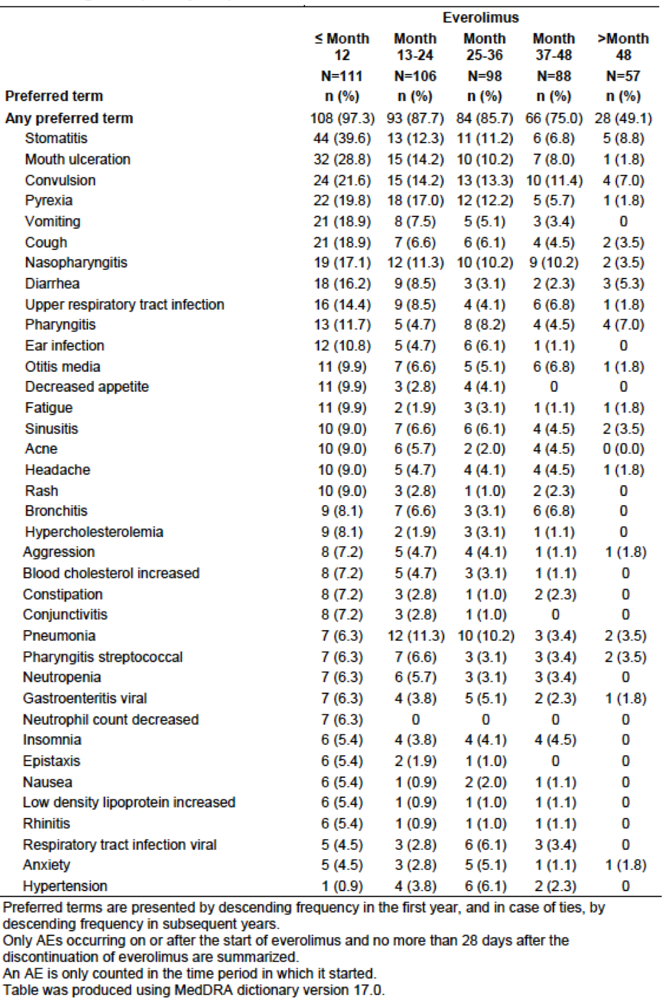 Everolimus
≤ Month Month Month Month >Month
12 13-24 25-36 37-48 48
N=111 N=106 N=98 N=88 N=57
Preferred term n (%) n (%) n (%) n (%) n (%)
Any preferred term 108 (97.3) 93 (87.7) 84 (85.7) 66 (75.0) 28 (49.1)
Stomatitis 44 (39.6) 13 (12.3) 11 (11.2) 6 (6.8) 5 (8.8)
Mouth ulceration 32 (28.8) 15 (14.2) 10 (10.2) 7 (8.0) 1 (1.8)
Convulsion 24 (21.6) 15 (14.2) 13 (13.3) 10 (11.4) 4 (7.0)
Pyrexia 22 (19.8) 18 (17.0) 12 (12.2) 5 (5.7) 1 (1.8)
Vomiting 21 (18.9) 8 (7.5) 5 (5.1) 3 (3.4) 0
Cough 21 (18.9) 7 (6.6) 6 (6.1) 4 (4.5) 2 (3.5)
Nasopharyngitis 19 (17.1) 12 (11.3) 10 (10.2) 9 (10.2) 2 (3.5)
Diarrhea 18 (16.2) 9 (8.5) 3 (3.1) 2 (2.3) 3 (5.3)
Upper respiratory tract infection 16 (14.4) 9 (8.5) 4 (4.1) 6 (6.8) 1 (1.8)
Pharyngitis 13 (11.7) 5 (4.7) 8 (8.2) 4 (4.5) 4 (7.0)
Ear infection 12 (10.8) 5 (4.7) 6 (6.1) 1 (1.1) 0
Otitis media 11 (9.9) 7 (6.6) 5 (5.1) 6 (6.8) 1 (1.8)
Decreased appetite 11 (9.9) 3 (2.8) 4 (4.1) 0 0
Fatigue 11 (9.9) 2 (1.9) 3 (3.1) 1 (1.1) 1 (1.8)
Sinusitis 10 (9.0) 7 (6.6) 6 (6.1) 4 (4.5) 2 (3.5)
Acne 10 (9.0) 6 (5.7) 2 (2.0) 4 (4.5) 0 (0.0)
Headache 10 (9.0) 5 (4.7) 4 (4.1) 4 (4.5) 1 (1.8)
Rash 10 (9.0) 3 (2.8) 1 (1.0) 2 (2.3) 0
Bronchitis 9 (8.1) 7 (6.6) 3 (3.1) 6 (6.8) 0
Hypercholesterolemia 9 (8.1) 2 (1.9) 3 (3.1) 1 (1.1) 0
Aggression 8 (7.2) 5 (4.7) 4 (4.1) 1 (1.1) 1 (1.8)
Blood cholesterol increased 8 (7.2) 5 (4.7) 3 (3.1) 1 (1.1) 0
Constipation 8 (7.2) 3 (2.8) 1 (1.0) 2 (2.3) 0
Conjunctivitis 8 (7.2) 3 (2.8) 1 (1.0) 0 0
Pneumonia 7 (6.3) 12 (11.3) 10 (10.2) 3 (3.4) 2 (3.5)
Pharyngitis streptococcal 7 (6.3) 7 (6.6) 3 (3.1) 3 (3.4) 2 (3.5)
Neutropenia 7 (6.3) 6 (5.7) 3 (3.1) 3 (3.4) 0
Gastroenteritis viral 7 (6.3) 4 (3.8) 5 (5.1) 2 (2.3) 1 (1.8)
Neutrophil count decreased 7 (6.3) 0 0 0 0
Insomnia 6 (5.4) 4 (3.8) 4 (4.1) 4 (4.5) 0
Epistaxis 6 (5.4) 2 (1.9) 1 (1.0) 0 0
Nausea 6 (5.4) 1 (0.9) 2 (2.0) 1 (1.1) 0
Low density lipoprotein increased 6 (5.4) 1 (0.9) 1 (1.0) 1 (1.1) 0
Rhinitis 6 (5.4) 1 (0.9) 1 (1.0) 1 (1.1) 0
Respiratory tract infection viral 5 (4.5) 3 (2.8) 6 (6.1) 3 (3.4) 0
Anxiety 5 (4.5) 3 (2.8) 5 (5.1) 1 (1.1) 1 (1.8)
Hypertension 1 (0.9) 4 (3.8) 6 (6.1) 2 (2.3) 0
Preferred terms are presented by descending frequency in the first year, and in case of ties, by
descending frequency in subsequent years.
Only AEs occurring on or after the start of everolimus and no more than 28 days after the
discontinuation of everolimus are summarized.
An AE is only counted in the time period in which it started.
Table was produced using MedDRA dictionary version 17.0.